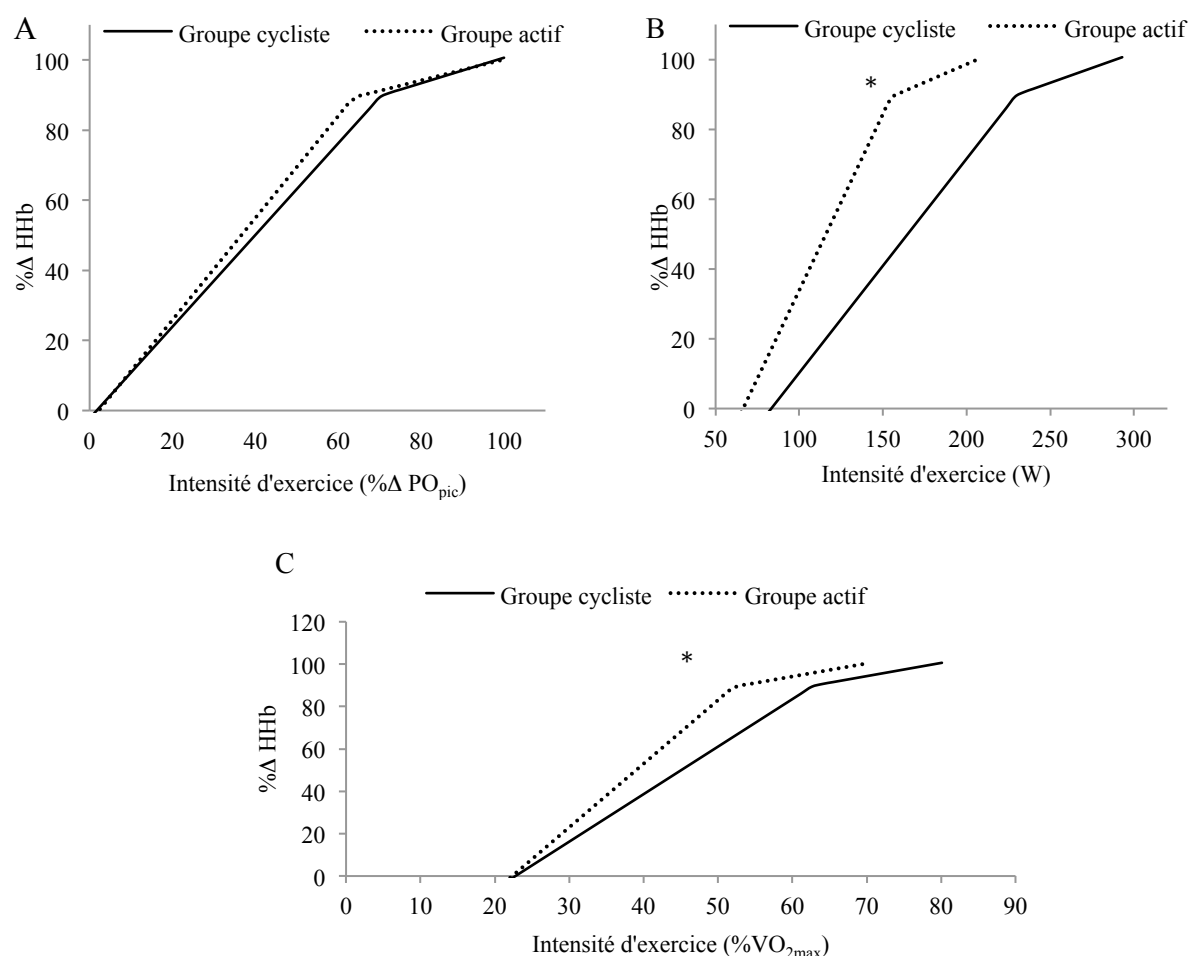 A
Groupe cycliste
Groupe actif
100
80
60
40
20
0
%Δ HHb
0 20 40 60 80 100
Intensité d'exercice (%Δ POpic)
B
Groupe cycliste
Groupe actif
*
100
80
60
40
20
0
%Δ HHb
50 100 150 200 250 300
Intensité d'exercice (W)
C
Groupe cycliste
Groupe actif
*
120
100
80
60
40
20
0
%Δ HHb
0 10 20 30 40 50 60 70 80 90
Intensité d'exercice (%VO2max)